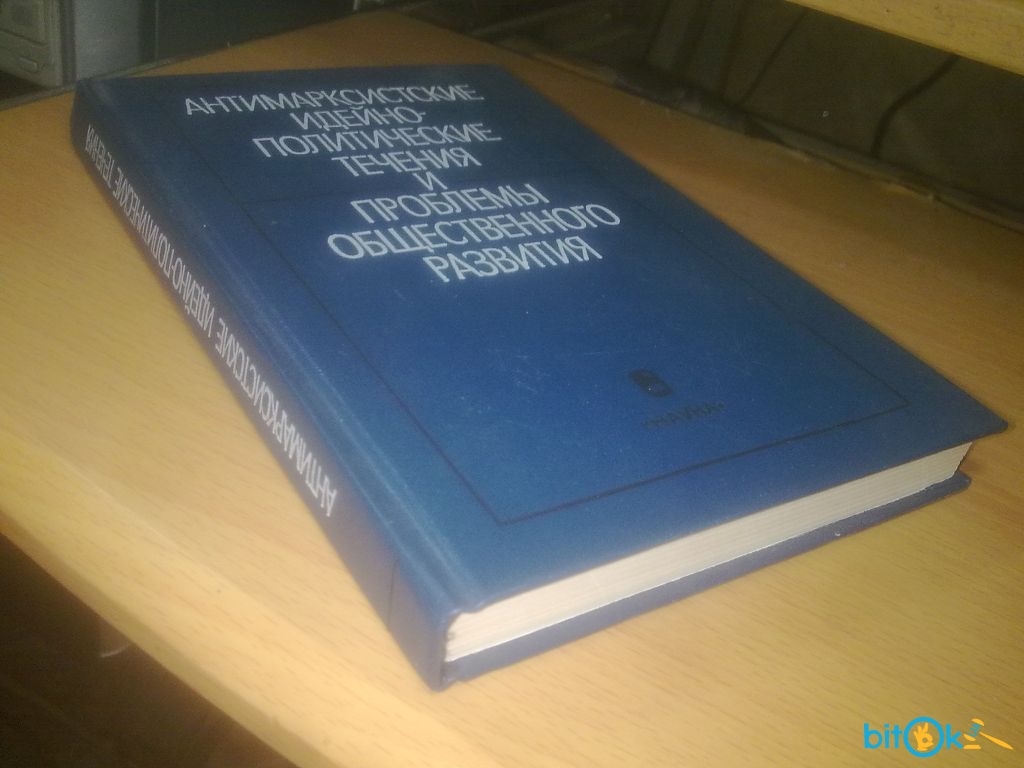 АНТИМАРКСИСТСКИЕ
ИДЕЙНО-
ПОЛИТИЧЕСКИЕ
ТЕЧЕНИЯ
И
ПРОБЛЕМЫ
ОБЩЕСТВЕННОГО
РАЗВИТИЯ
«НАУКА»
АНТИМАРКСИСТСКИЕ ИДЕЙНО-ПОЛИТИЧЕСКИЕ ТЕЧЕНИЯ
bitOk